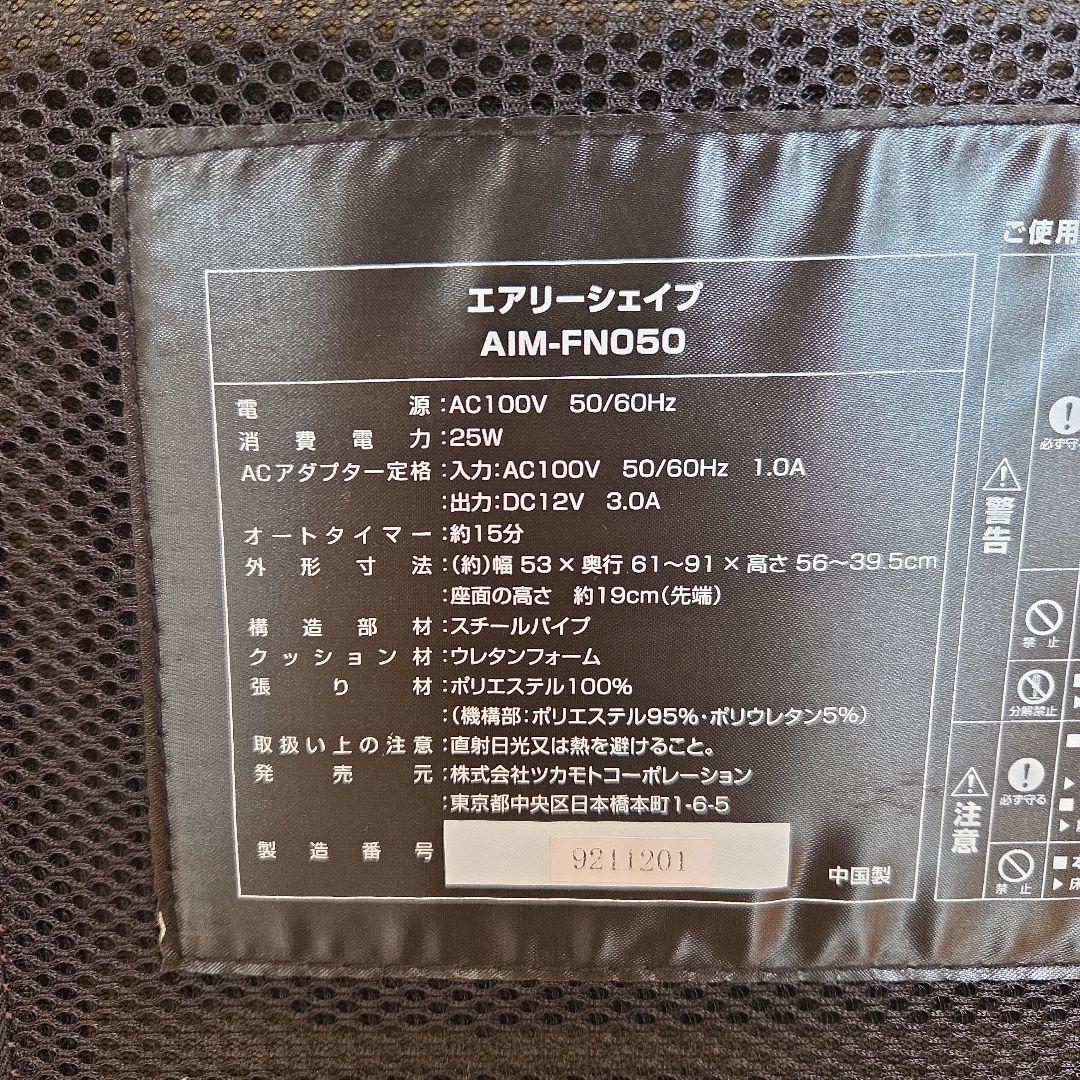 エアリーシェイプ
AIM-FN050
電源:AC100V 50/60Hz
消費電力:25W
ACアダプター定格:入力:AC100V 50/60Hz 1.0A
:出力:DC12V 3.0A
オートタイマー:約15分
外形寸法:(約)幅 53×奥行 61〜91×高さ 56〜39.5cm
:座面の高さ 約19cm(先端)
構造部材:スチールパイプ
クッション材:ウレタンフォーム
張り材:ポリエステル100%
:(機構部:ポリエステル95%・ポリウレタン5%)
取扱い上の注意:直射日光又は熱を避けること。
発売元:株式会社ツカモトコーポレーション
:東京都中央区日本橋本町1-6-5
製造番号 9211201
中国製
ご使用
警告
必ず守
禁止
分解禁止
注意
必ず守る
禁止
■本
▶床